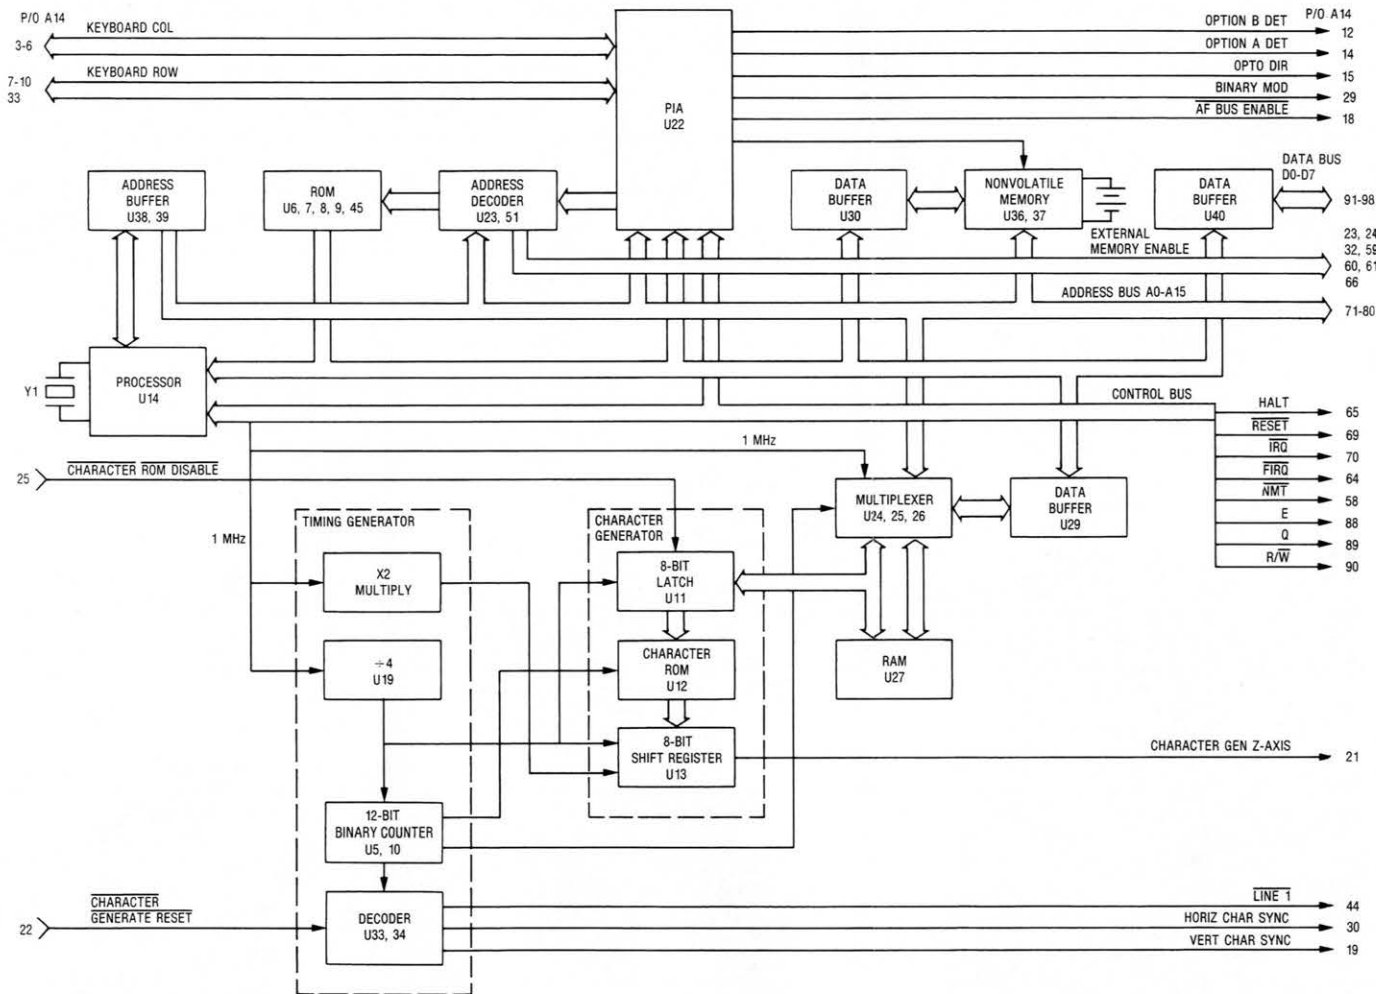 P/O A14
KEYBOARD COL
3-6
KEYBOARD ROW
7-10
33
PIA
U22
P/O A14
OPTION B DET
12
OPTION A DET
14
OPTO DIR
15
BINARY MOD
29
AF BUS ENABLE
18
ADDRESS
BUFFER
U38, 39
ROM
U6, 7, 8, 9, 45
ADDRESS
DECODER
U23, 51
DATA
BUFFER
U30
NONVOLATILE
MEMORY
U36, 37
DATA
BUFFER
U40
DATA BUS
D0-D7
91-98
EXTERNAL
MEMORY ENABLE
23, 24
32, 59
60, 61
66
ADDRESS BUS A0-A15
71-80
Y1
PROCESSOR
U14
CONTROL BUS
HALT
65
RESET
69
IRQ
70
FIRQ
64
NMT
58
E
88
Q
89
R/W
90
1 MHz
25
CHARACTER ROM DISABLE
MULTIPLEXER
U24, 25, 26
DATA
BUFFER
U29
TIMING GENERATOR
1 MHz
CHARACTER
GENERATOR
X2
MULTIPLY
8-BIT
LATCH
U11
÷4
U19
CHARACTER
ROM
U12
RAM
U27
8-BIT
SHIFT REGISTER
U13
CHARACTER GEN Z-AXIS
21
12-BIT
BINARY COUNTER
U5, 10
22
CHARACTER
GENERATE RESET
DECODER
U33, 34
LINE 1
44
HORIZ CHAR SYNC
30
VERT CHAR SYNC
19